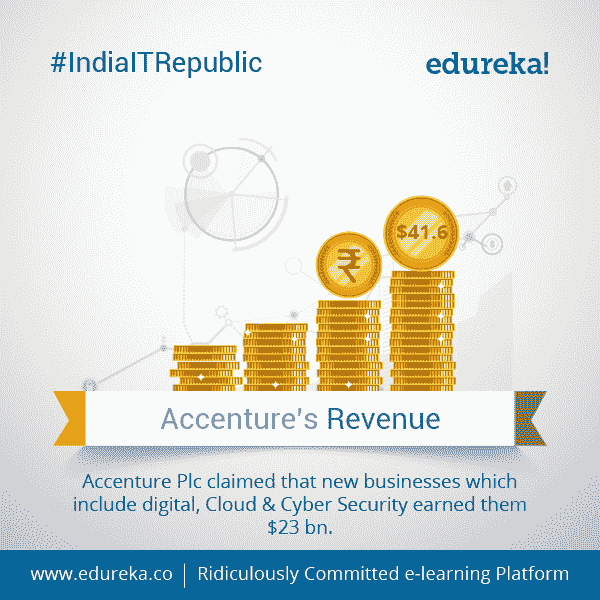 #IndiaITRepublic
edureka!
₹
$41.6
Accenture's Revenue
Accenture Plc claimed that new businesses which
include digital, Cloud & Cyber Security earned them
$23 bn.
www.edureka.co | Ridiculously Committed e-learning Platform